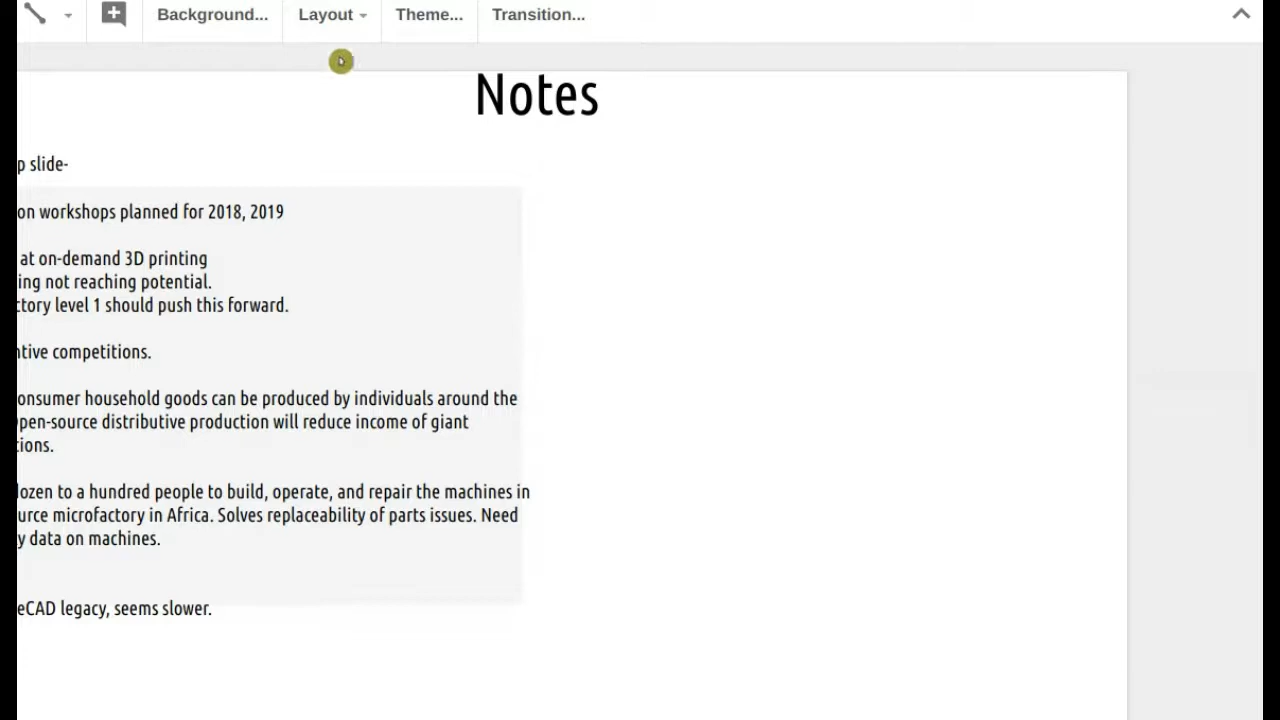 Background... Layout Theme... Transition...
Notes
p slide-
on workshops planned for 2018, 2019
at on-demand 3D printing
ing not reaching potential.
ctory level 1 should push this forward.
ntive competitions.
onsumer household goods can be produced by individuals around the
pen-source distributive production will reduce income of giant
tions.
dozen to a hundred people to build, operate, and repair the machines in
urce microfactory in Africa. Solves replaceability of parts issues. Need
y data on machines.
eCAD legacy, seems slower.